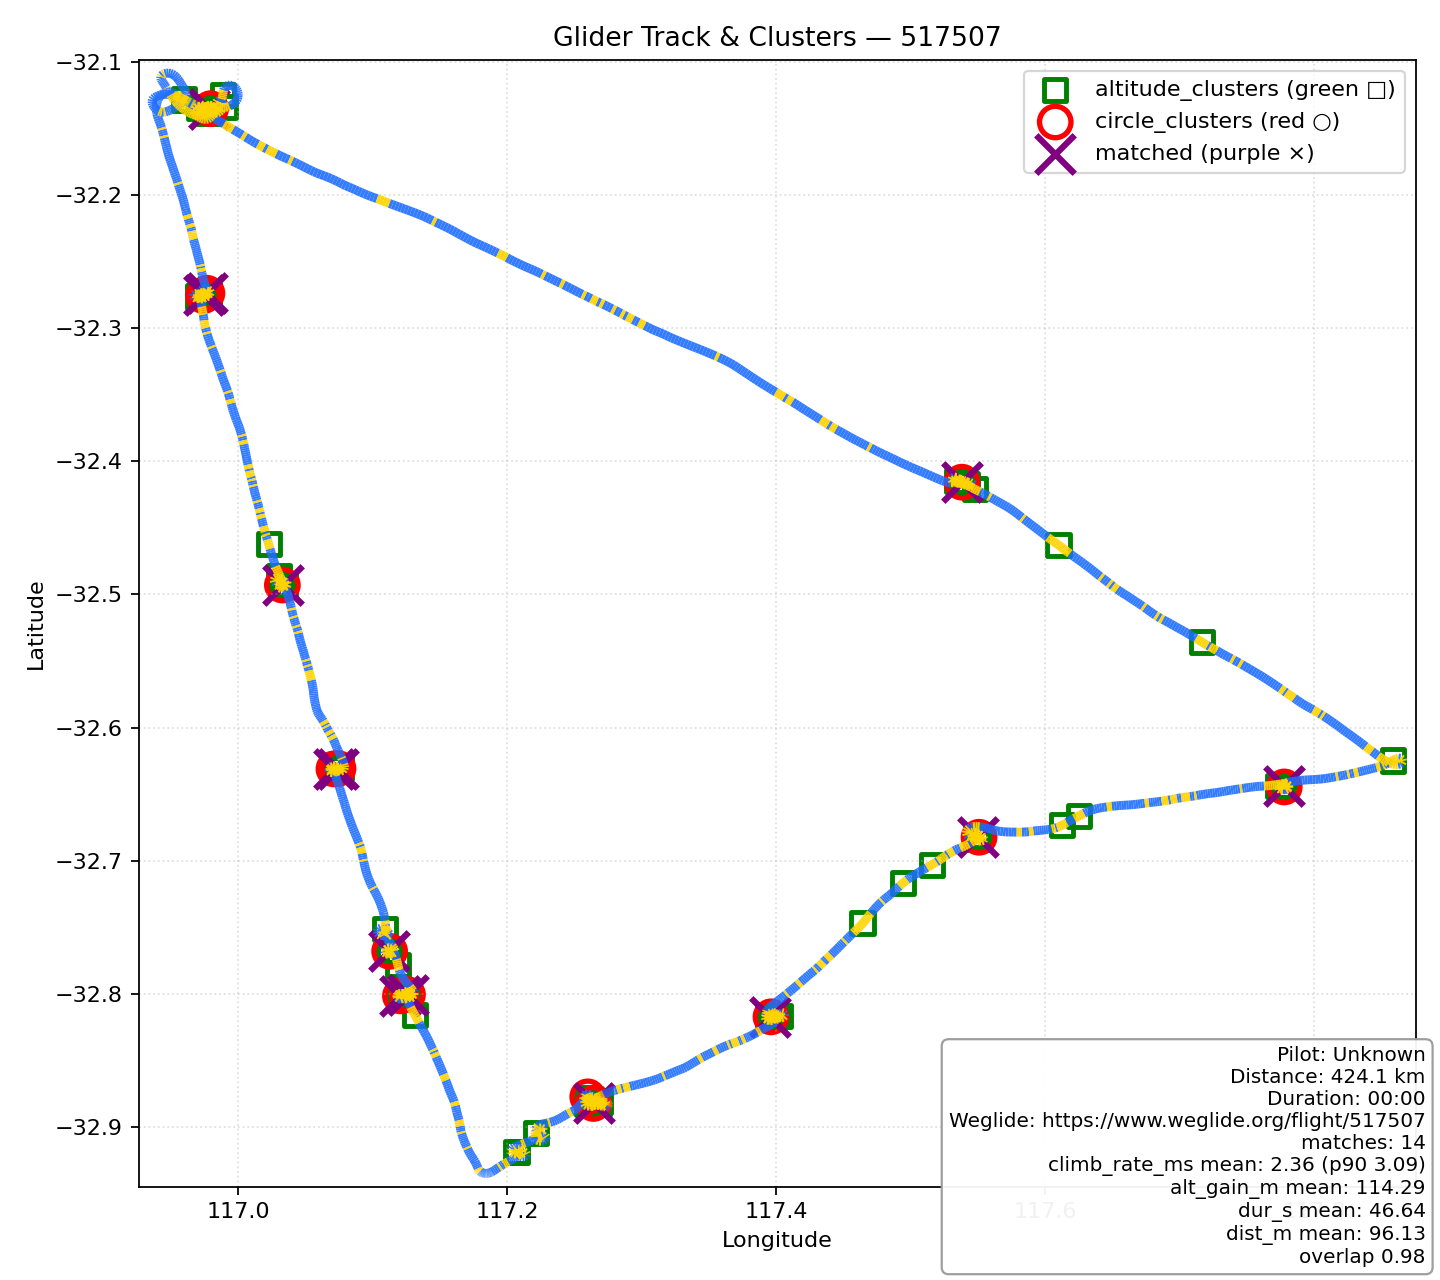 Glider Track & Clusters — 517507
altitude_clusters (green □)
circle_clusters (red ○)
matched (purple ×)
−32.1
−32.2
−32.3
−32.4
−32.5
−32.6
−32.7
−32.8
−32.9
Latitude
117.0
117.2
117.4
117.6
Longitude
Pilot: Unknown
Distance: 424.1 km
Duration: 00:00
Weglide: https://www.weglide.org/flight/517507
matches: 14
climb_rate_ms mean: 2.36 (p90 3.09)
alt_gain_m mean: 114.29
dur_s mean: 46.64
dist_m mean: 96.13
overlap 0.98